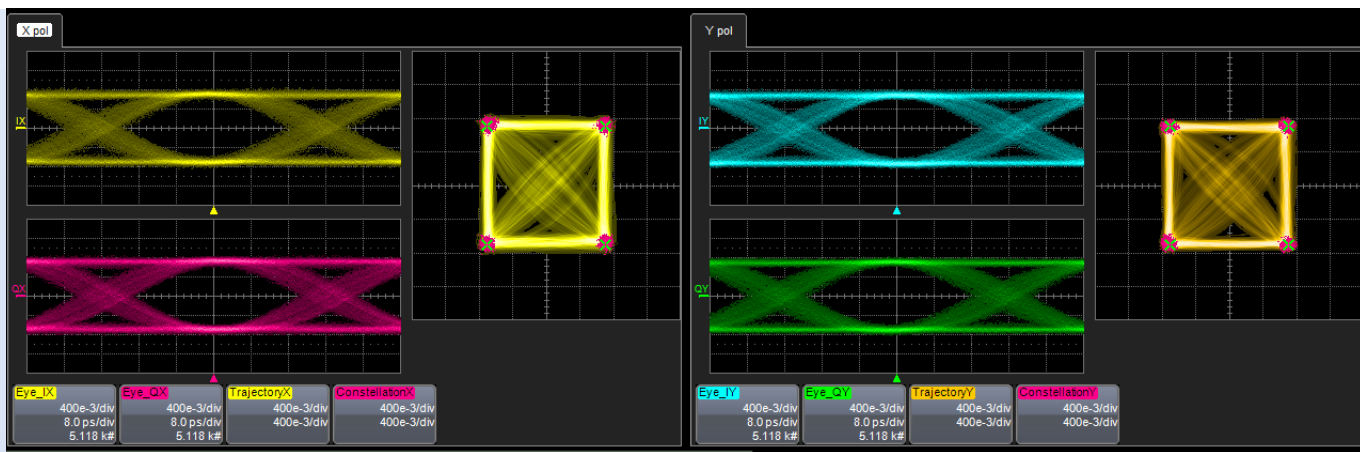 X pol
IX
QX
Eye_IX
400e-3/div
8.0 ps/div
5.118 k#
Eye_QX
400e-3/div
8.0 ps/div
5.118 k#
TrajectoryX
400e-3/div
400e-3/div
ConstellationX
400e-3/div
400e-3/div
Y pol
IY
QY
Eye_IY
400e-3/div
8.0 ps/div
5.118 k#
Eye_QY
400e-3/div
8.0 ps/div
5.118 k#
TrajectoryY
400e-3/div
400e-3/div
ConstellationY
400e-3/div
400e-3/div